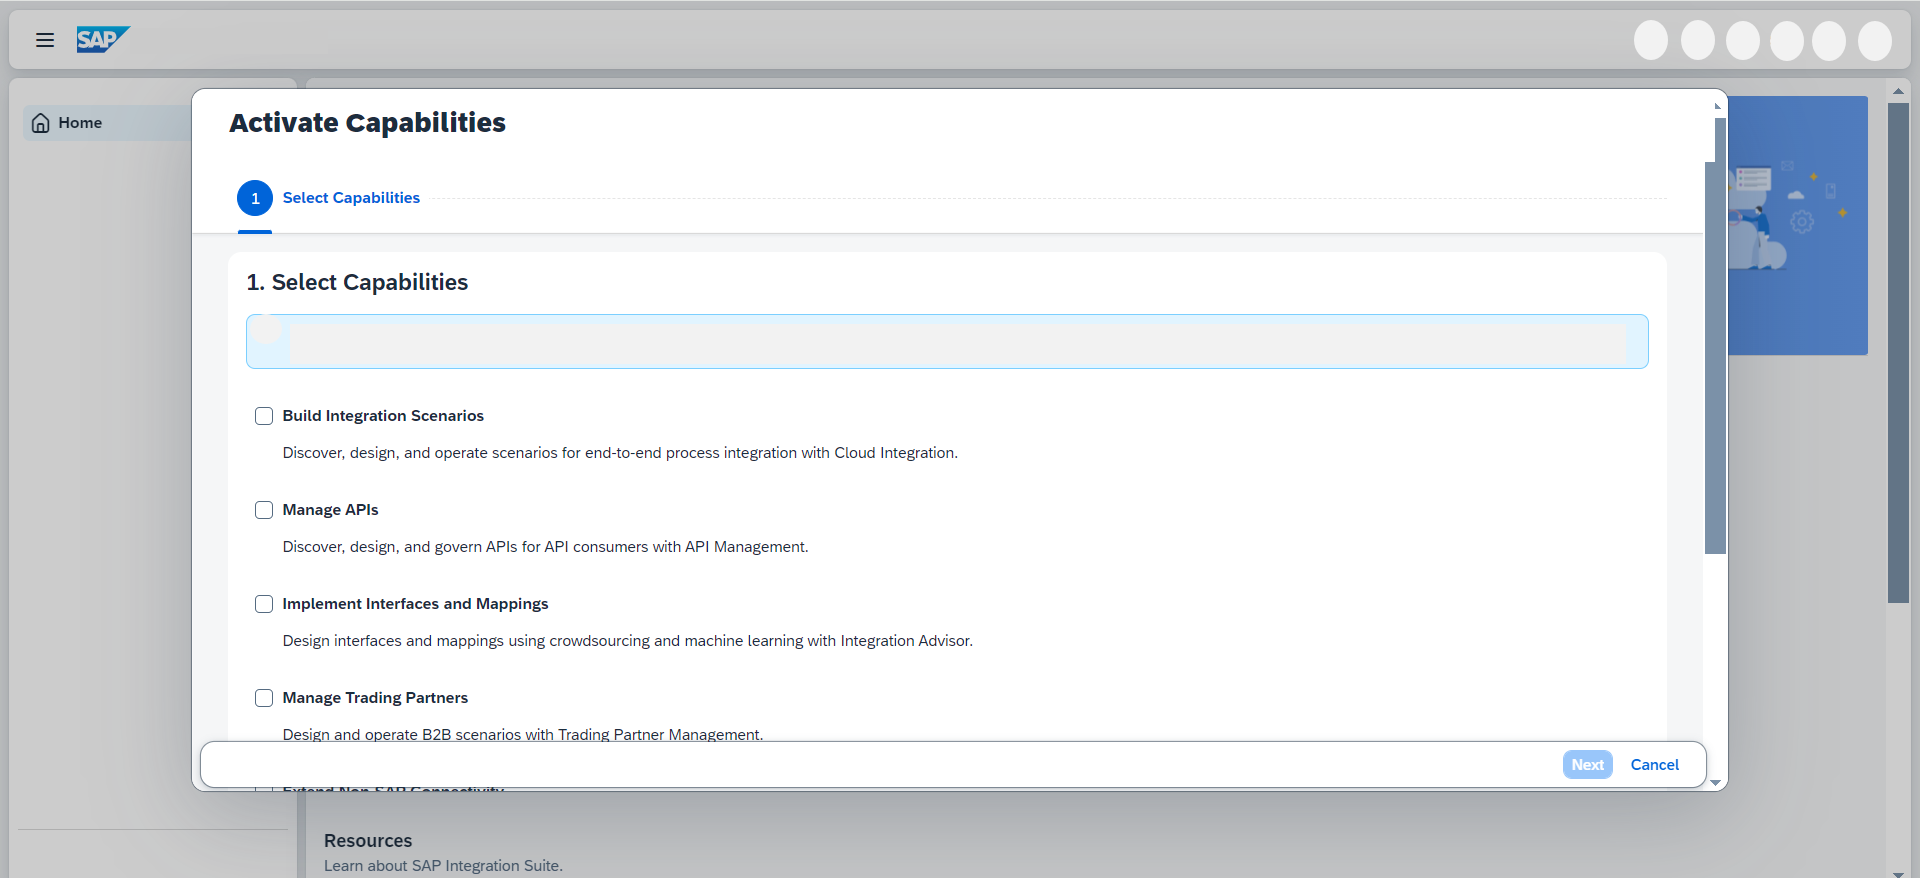 SAP
Home
Activate Capabilities
1 Select Capabilities
1. Select Capabilities
Build Integration Scenarios
Discover, design, and operate scenarios for end-to-end process integration with Cloud Integration.
Manage APIs
Discover, design, and govern APIs for API consumers with API Management.
Implement Interfaces and Mappings
Design interfaces and mappings using crowdsourcing and machine learning with Integration Advisor.
Manage Trading Partners
Design and operate B2B scenarios with Trading Partner Management.
Next Cancel
Extend Non-SAP Connectivity
Resources
Learn about SAP Integration Suite.